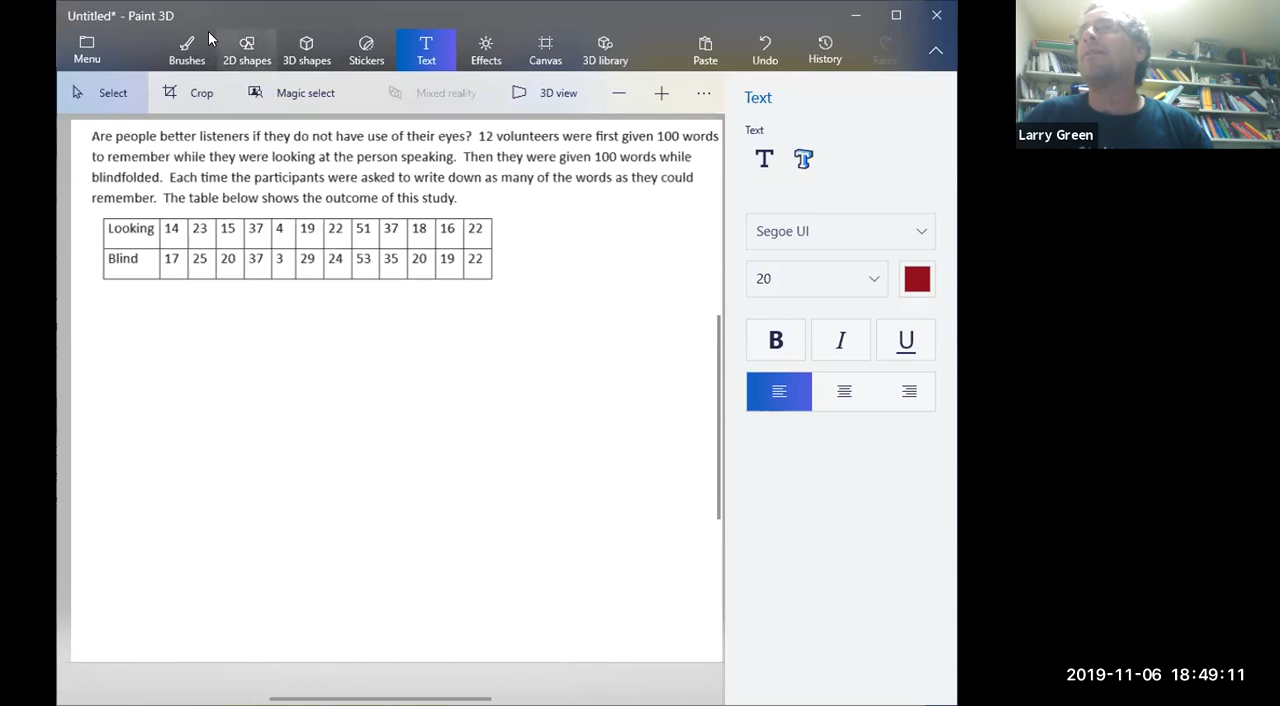 Untitled* - Paint 3D
Menu
Brushes
2D shapes
3D shapes
Stickers
Text
Effects
Canvas
3D library
Paste
Undo
History
Redo
Select
Crop
Magic select
Mixed reality
3D view
Text
Text
Segoe UI
20
B I U
Are people better listeners if they do not have use of their eyes? 12 volunteers were first given 100 words
to remember while they were looking at the person speaking. Then they were given 100 words while
blindfolded. Each time the participants were asked to write down as many of the words as they could
remember. The table below shows the outcome of this study.
Looking 14 23 15 37 4 19 22 51 37 18 16 22
Blind 17 25 20 37 3 29 24 53 35 20 19 22
Larry Green
2019-11-06 18:49:11